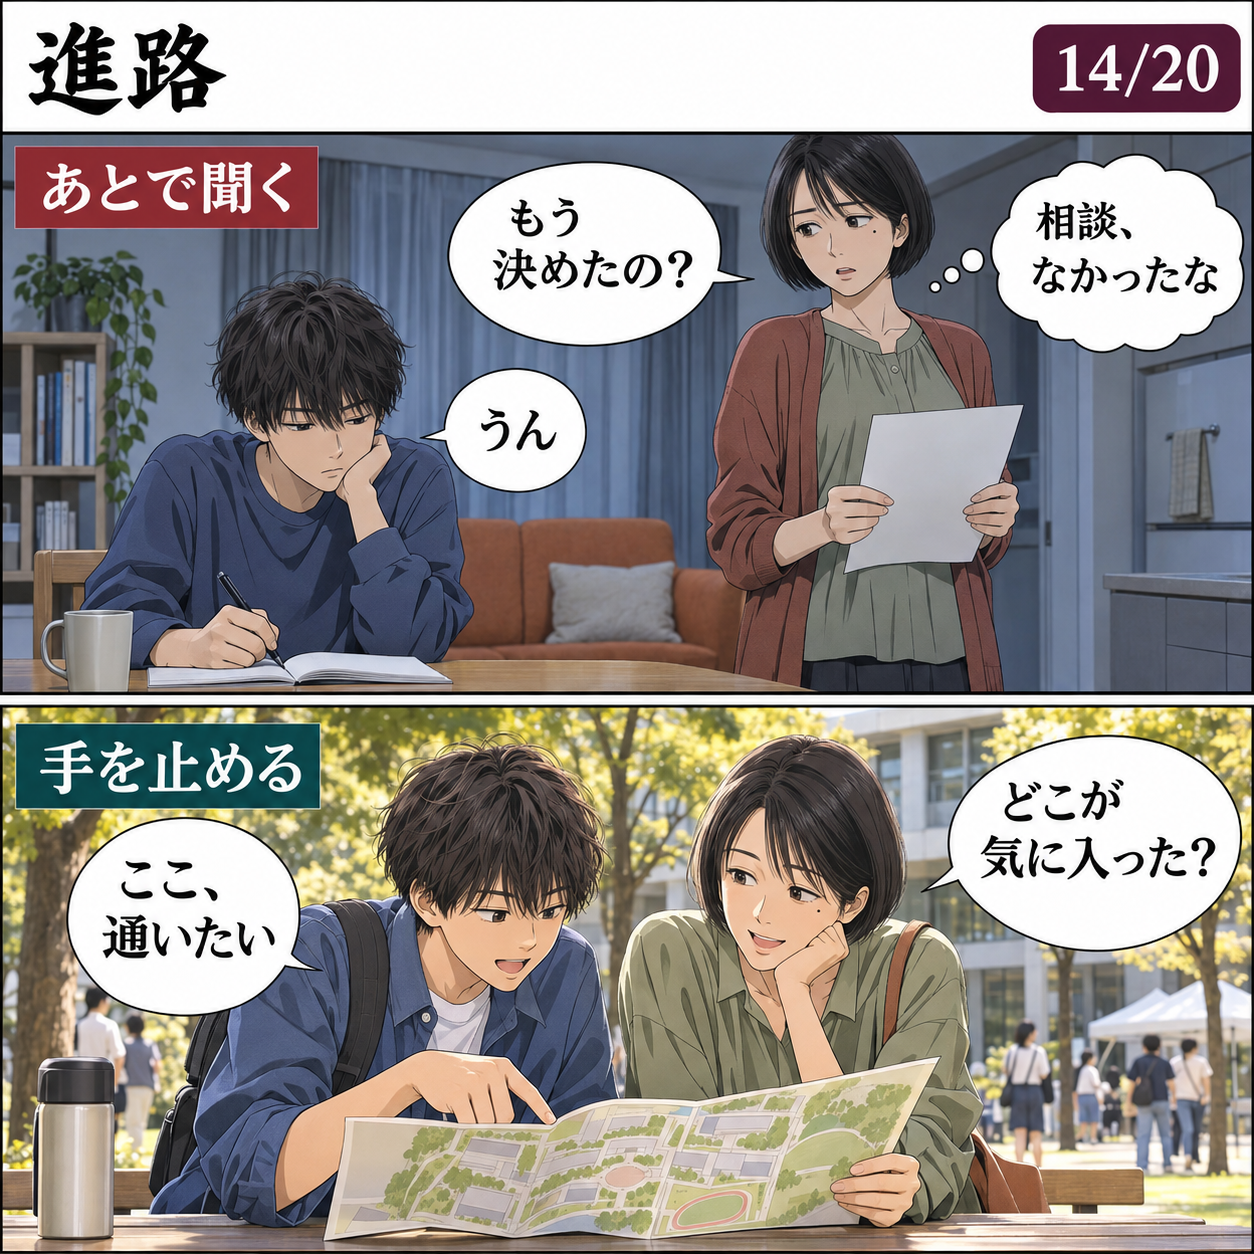 進路
14/20
あとで聞く
もう
決めたの?
相談、
なかったな
うん
手を止める
ここ、
通いたい
どこが
気に入った?